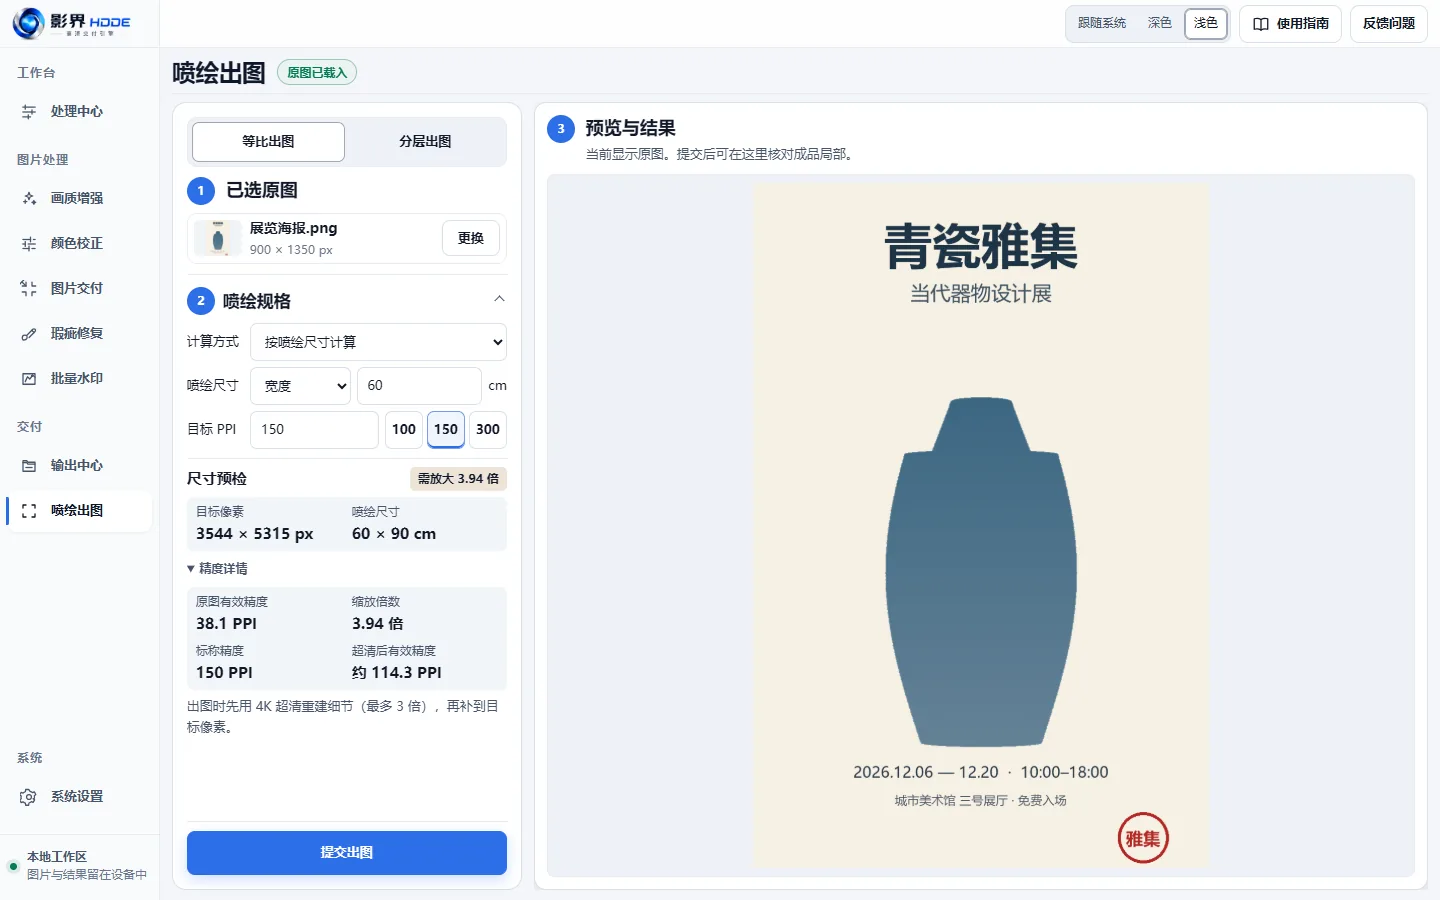 影界 HDDE
跟随系统 深色 浅色 使用指南 反馈问题
工作台
处理中心
图片处理
画质增强
颜色校正
图片交付
瑕疵修复
批量水印
交付
输出中心
喷绘出图
系统
系统设置
本地工作区
图片与结果留在设备中
喷绘出图 原图已载入
等比出图 分层出图
1 已选原图
展览海报.png
900 × 1350 px
更换
2 喷绘规格
计算方式 按喷绘尺寸计算
喷绘尺寸 宽度 60 cm
目标 PPI 150 100 150 300
尺寸预检 需放大 3.94 倍
目标像素 喷绘尺寸
3544 × 5315 px 60 × 90 cm
精度详情
原图有效精度 缩放倍数
38.1 PPI 3.94 倍
标称精度 超清后有效精度
150 PPI 约 114.3 PPI
出图时先用 4K 超清重建细节（最多 3 倍），再补到目
标像素。
提交出图
3 预览与结果
当前显示原图。提交后可在这里核对成品局部。
青瓷雅集
当代器物设计展
2026.12.06 — 12.20 · 10:00–18:00
城市美术馆 三号展厅 · 免费入场
雅集